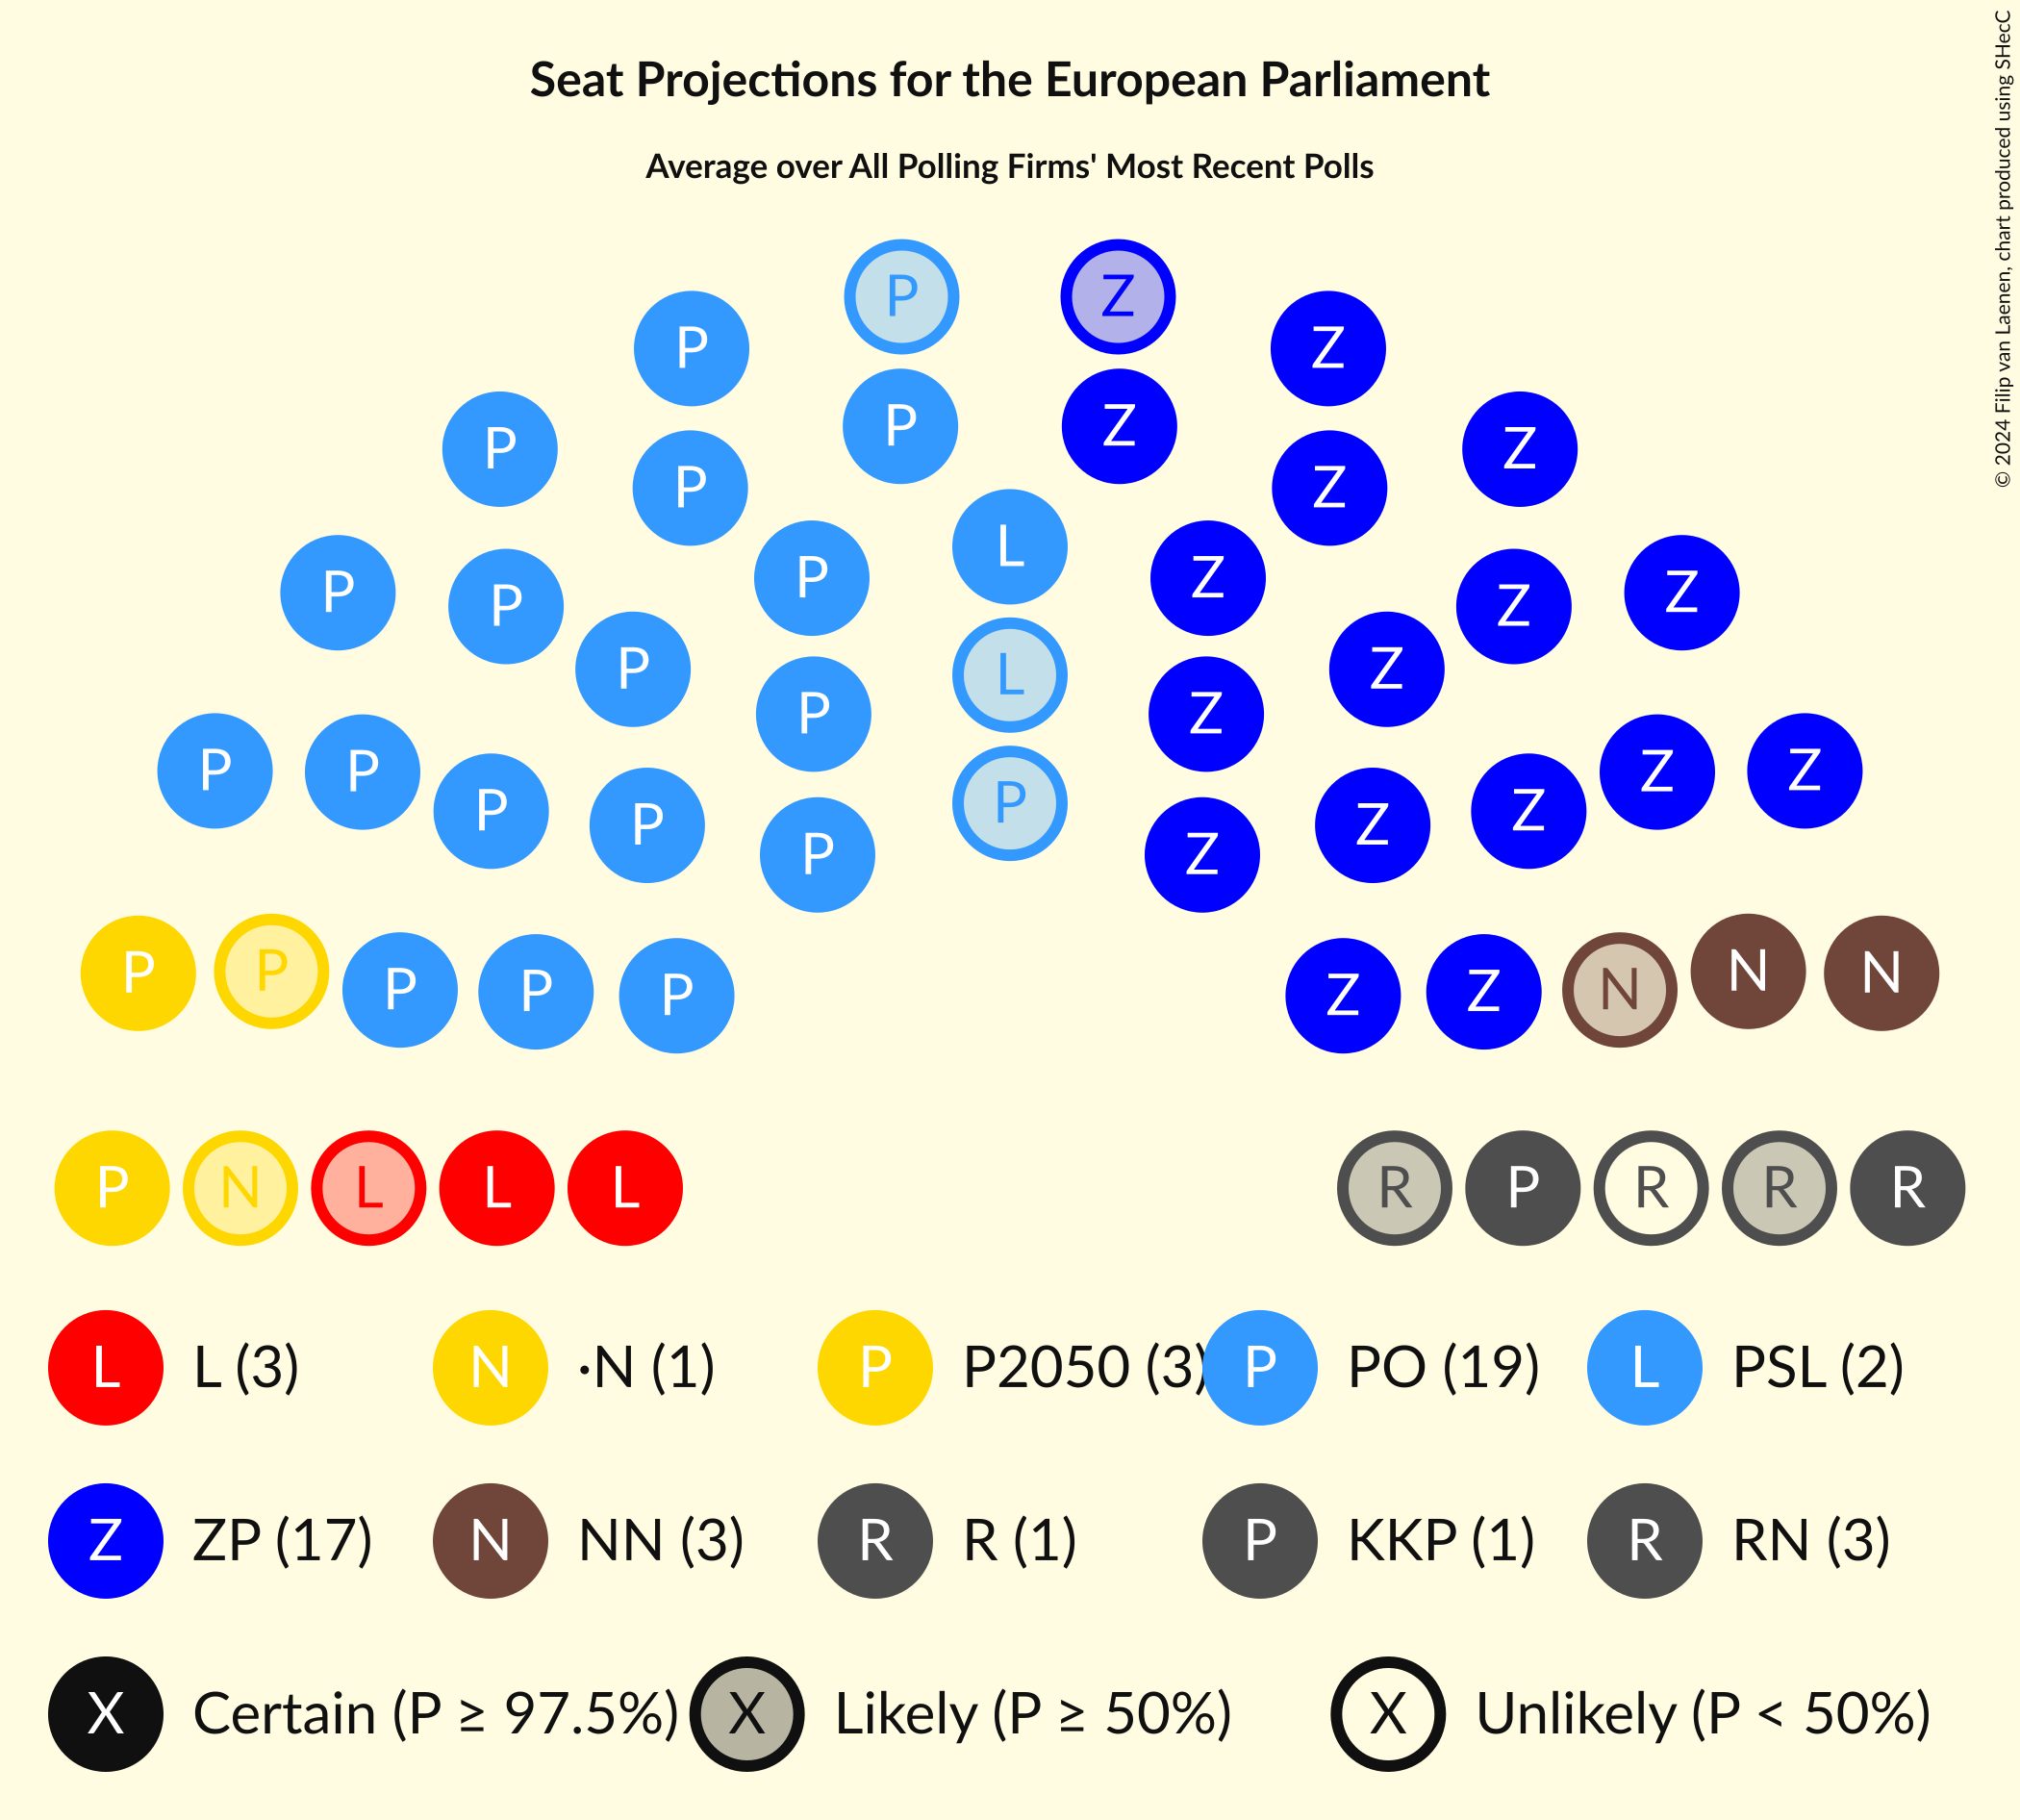 Seat Projections for the European Parliament
Average over All Polling Firms' Most Recent Polls
© 2024 Filip van Laenen, chart produced using SHecC
P Z
P Z
P Z
P Z
P Z
P Z
L
P Z
P Z
P Z
P Z
L
P Z
P Z
P Z
P Z
P
P Z
P Z
P Z
P P P P P Z Z N N N
P N L L L R P R R R
L L (3) N ·N (1) P P2050 (3) P PO (19) L PSL (2)
Z ZP (17) N NN (3) R R (1) P KKP (1) R RN (3)
X Certain (P ≥ 97.5%) X Likely (P ≥ 50%) X Unlikely (P < 50%)